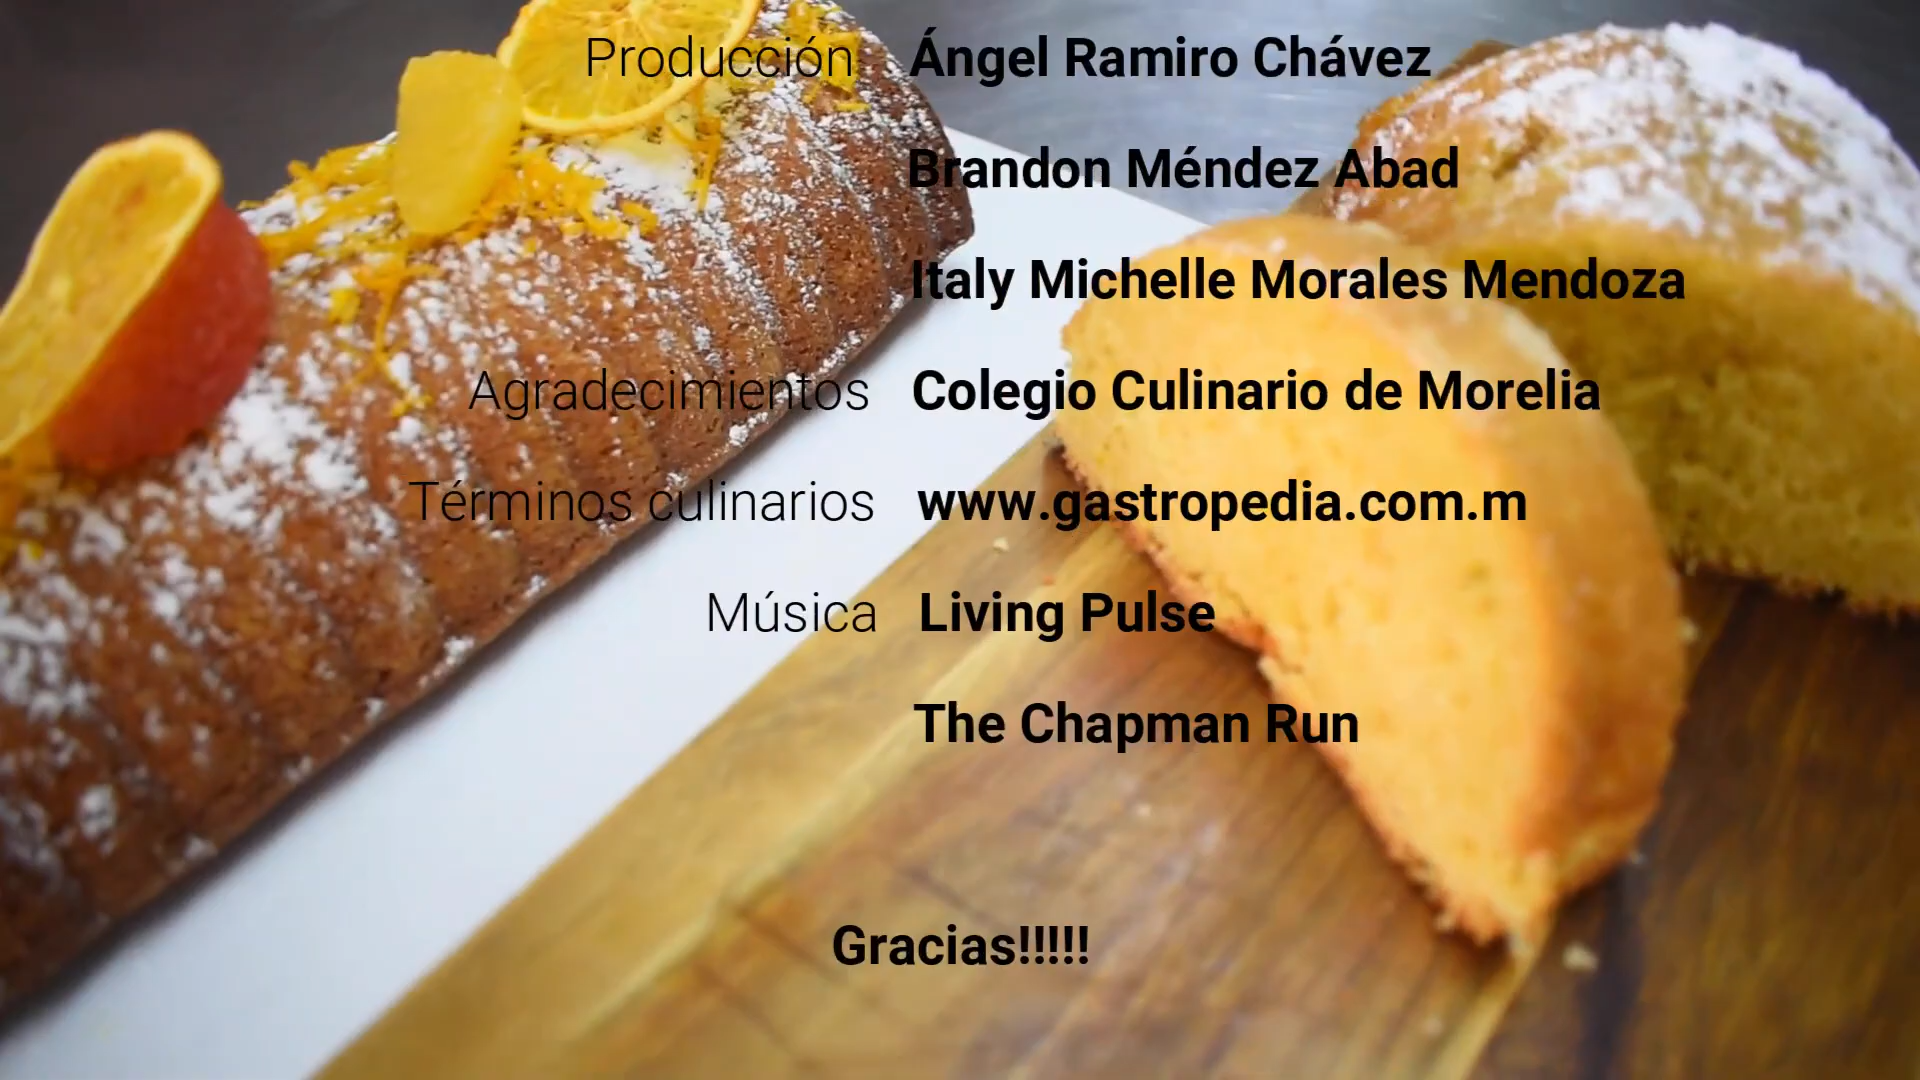 Producción Ángel Ramiro Chávez
Brandon Méndez Abad
Italy Michelle Morales Mendoza
Agradecimientos Colegio Culinario de Morelia
Términos culinarios www.gastropedia.com.m
Música Living Pulse
The Chapman Run
Gracias!!!!!